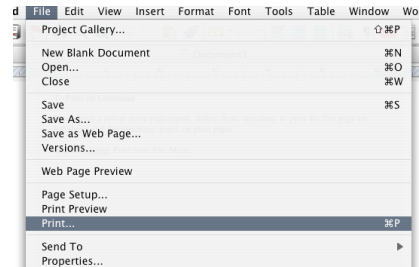 d File Edit View Insert Format Font Tools Table Window Wo
Project Gallery... ⇧⌘P
New Blank Document ⌘N
Open... ⌘O
Close ⌘W
Save ⌘S
Save As...
Save as Web Page...
Versions...
Web Page Preview
Page Setup...
Print Preview
Print... ⌘P
Send To ▶
Properties...